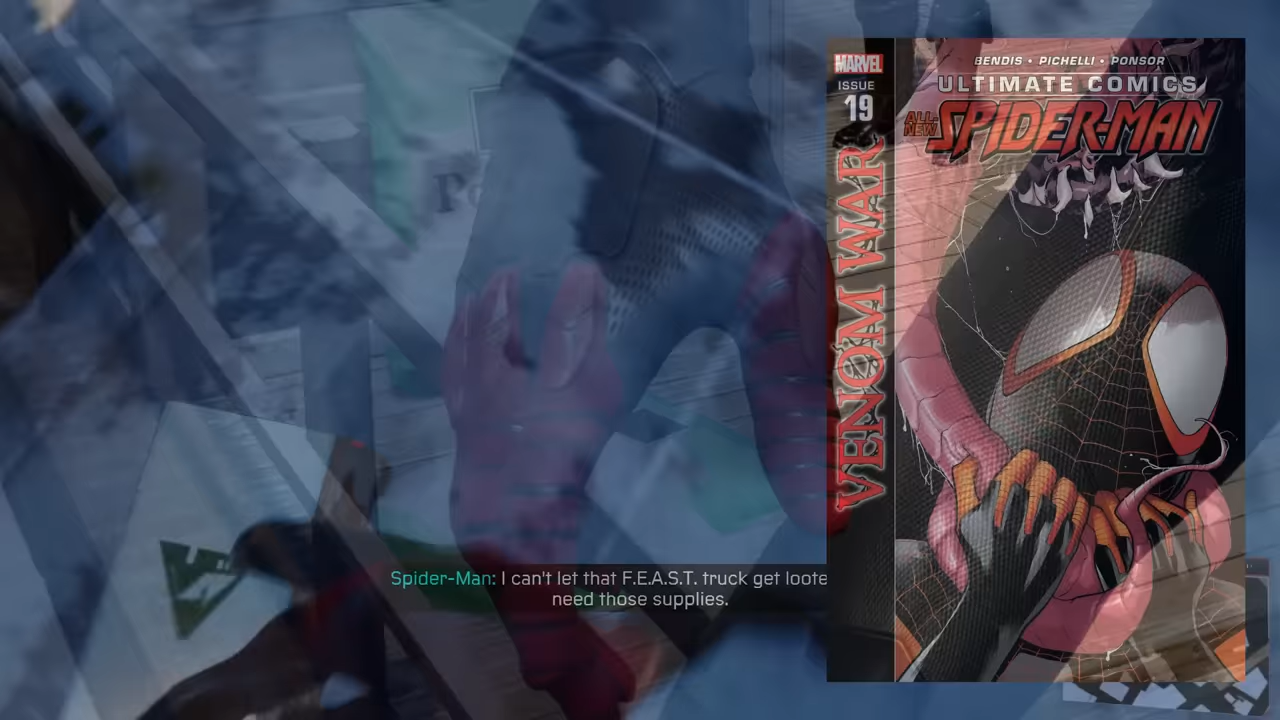 BENDIS • PICHELLI • PONSOR
MARVEL
ISSUE
19
ULTIMATE COMICS
ALL-NEW
SPIDER-MAN
VENOM WAR
Spider-Man: I can't let that F.E.A.S.T. truck get loote
need those supplies.